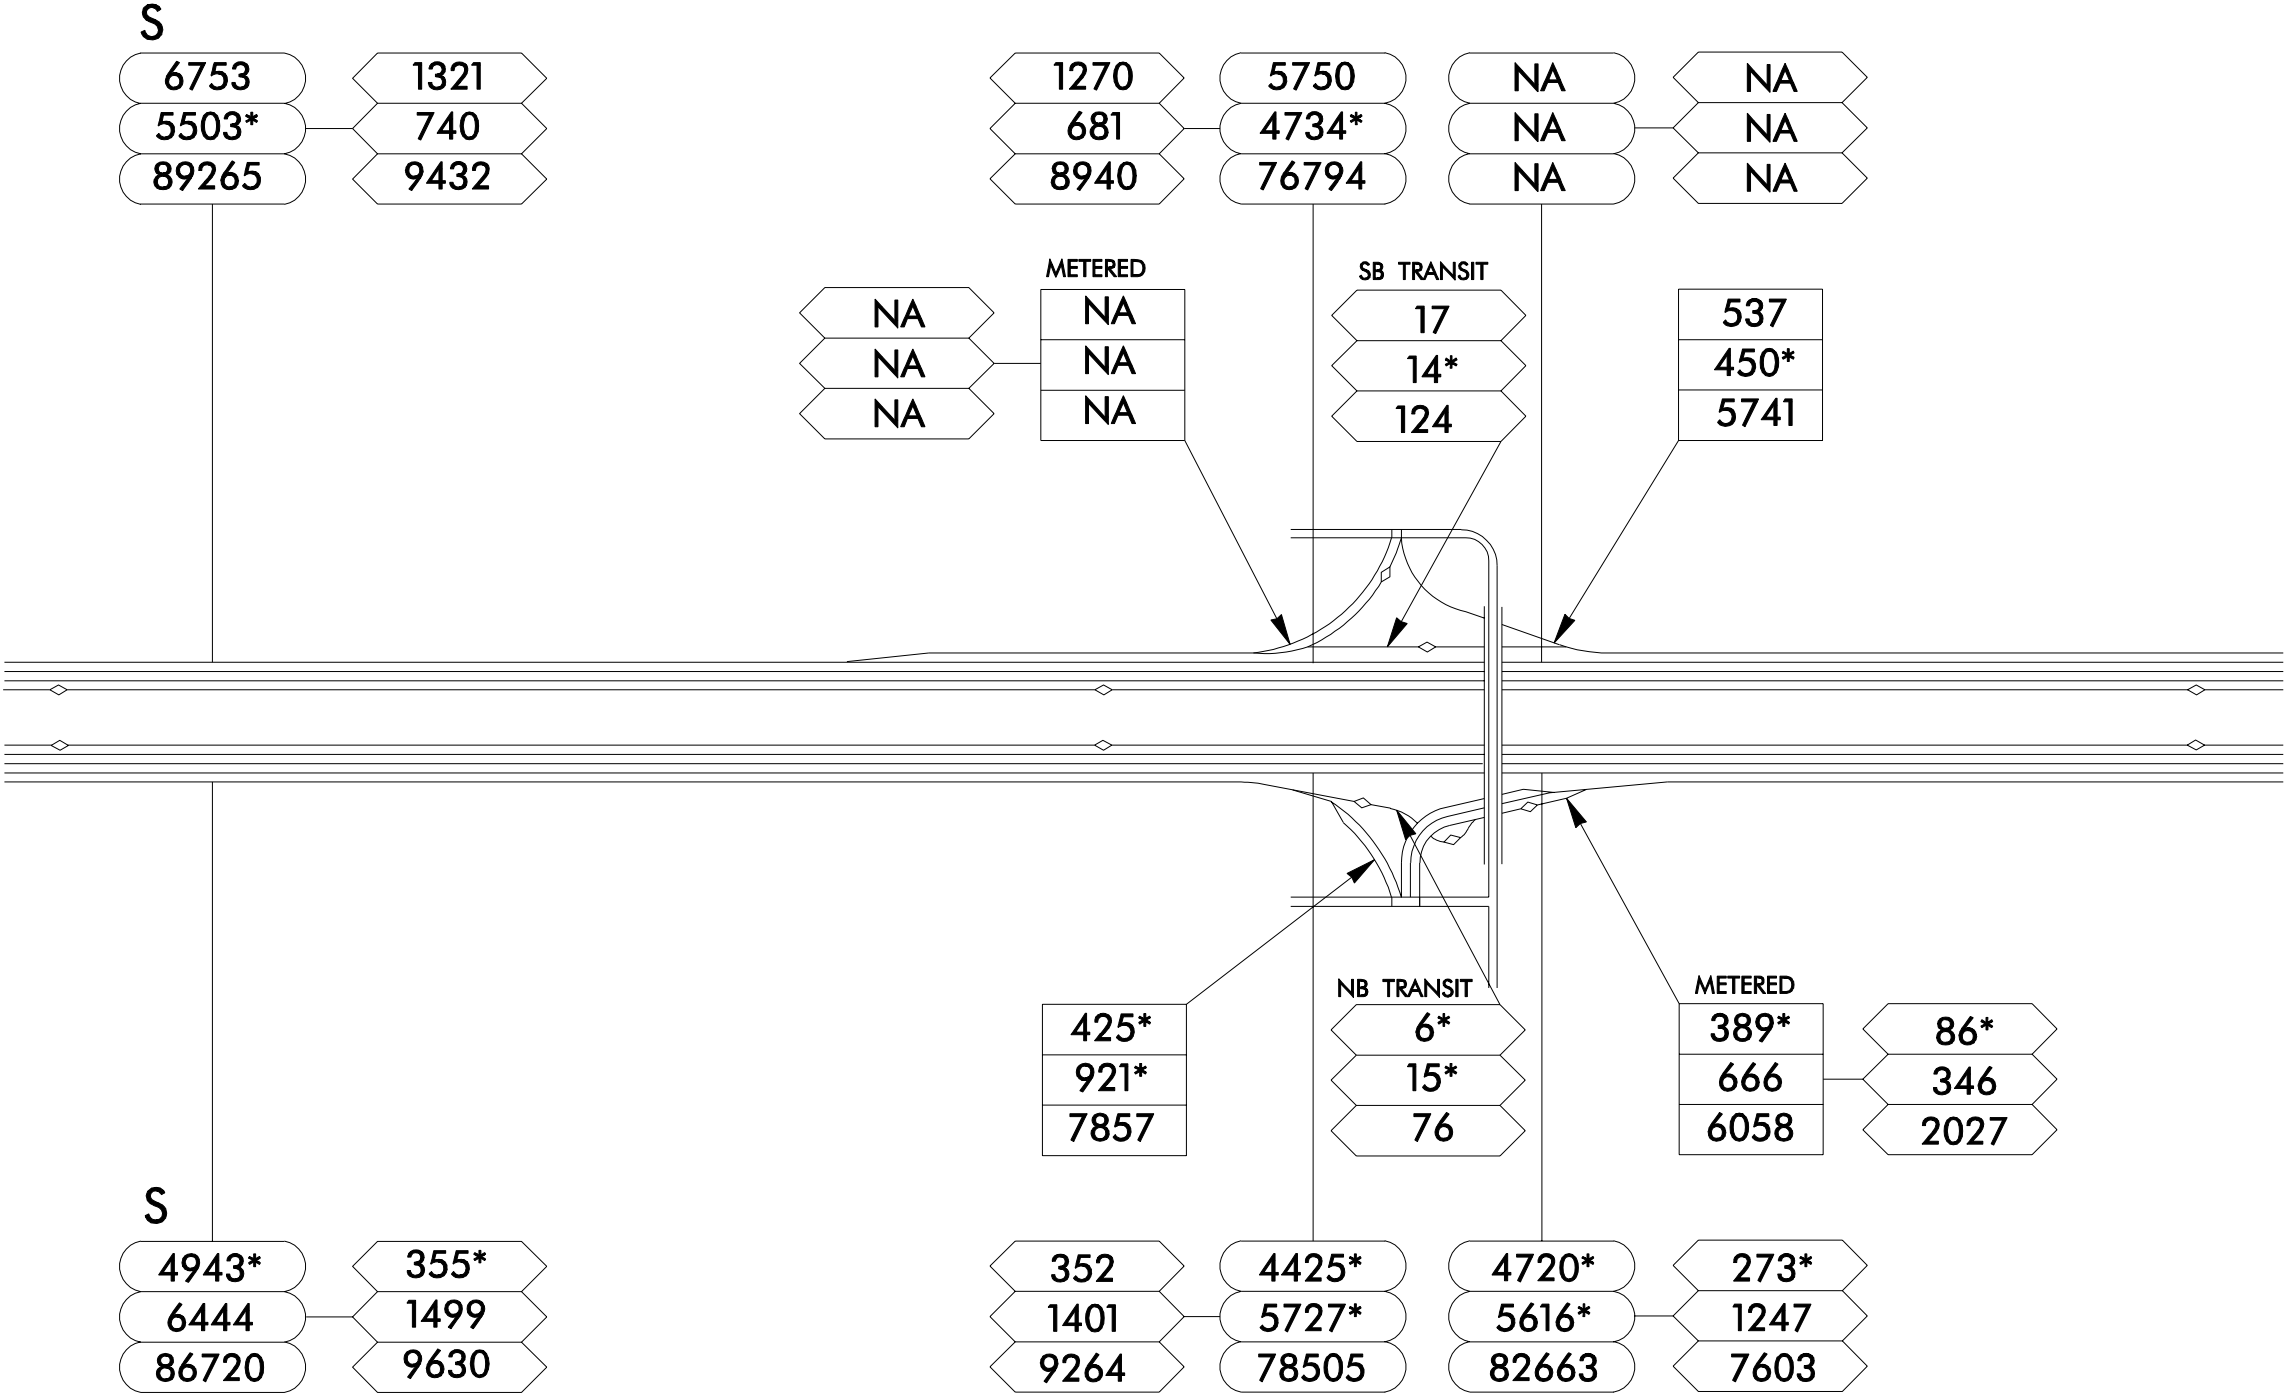 S
6753 1321 1270 5750 NA NA
5503* 740 681 4734* NA NA
89265 9432 8940 76794 NA NA
METERED SB TRANSIT
NA NA 17 537
NA NA 14* 450*
NA NA 124 5741
NB TRANSIT METERED
425* 6* 389* 86*
921* 15* 666 346
7857 76 6058 2027
S
4943* 355* 352 4425* 4720* 273*
6444 1499 1401 5727* 5616* 1247
86720 9630 9264 78505 82663 7603